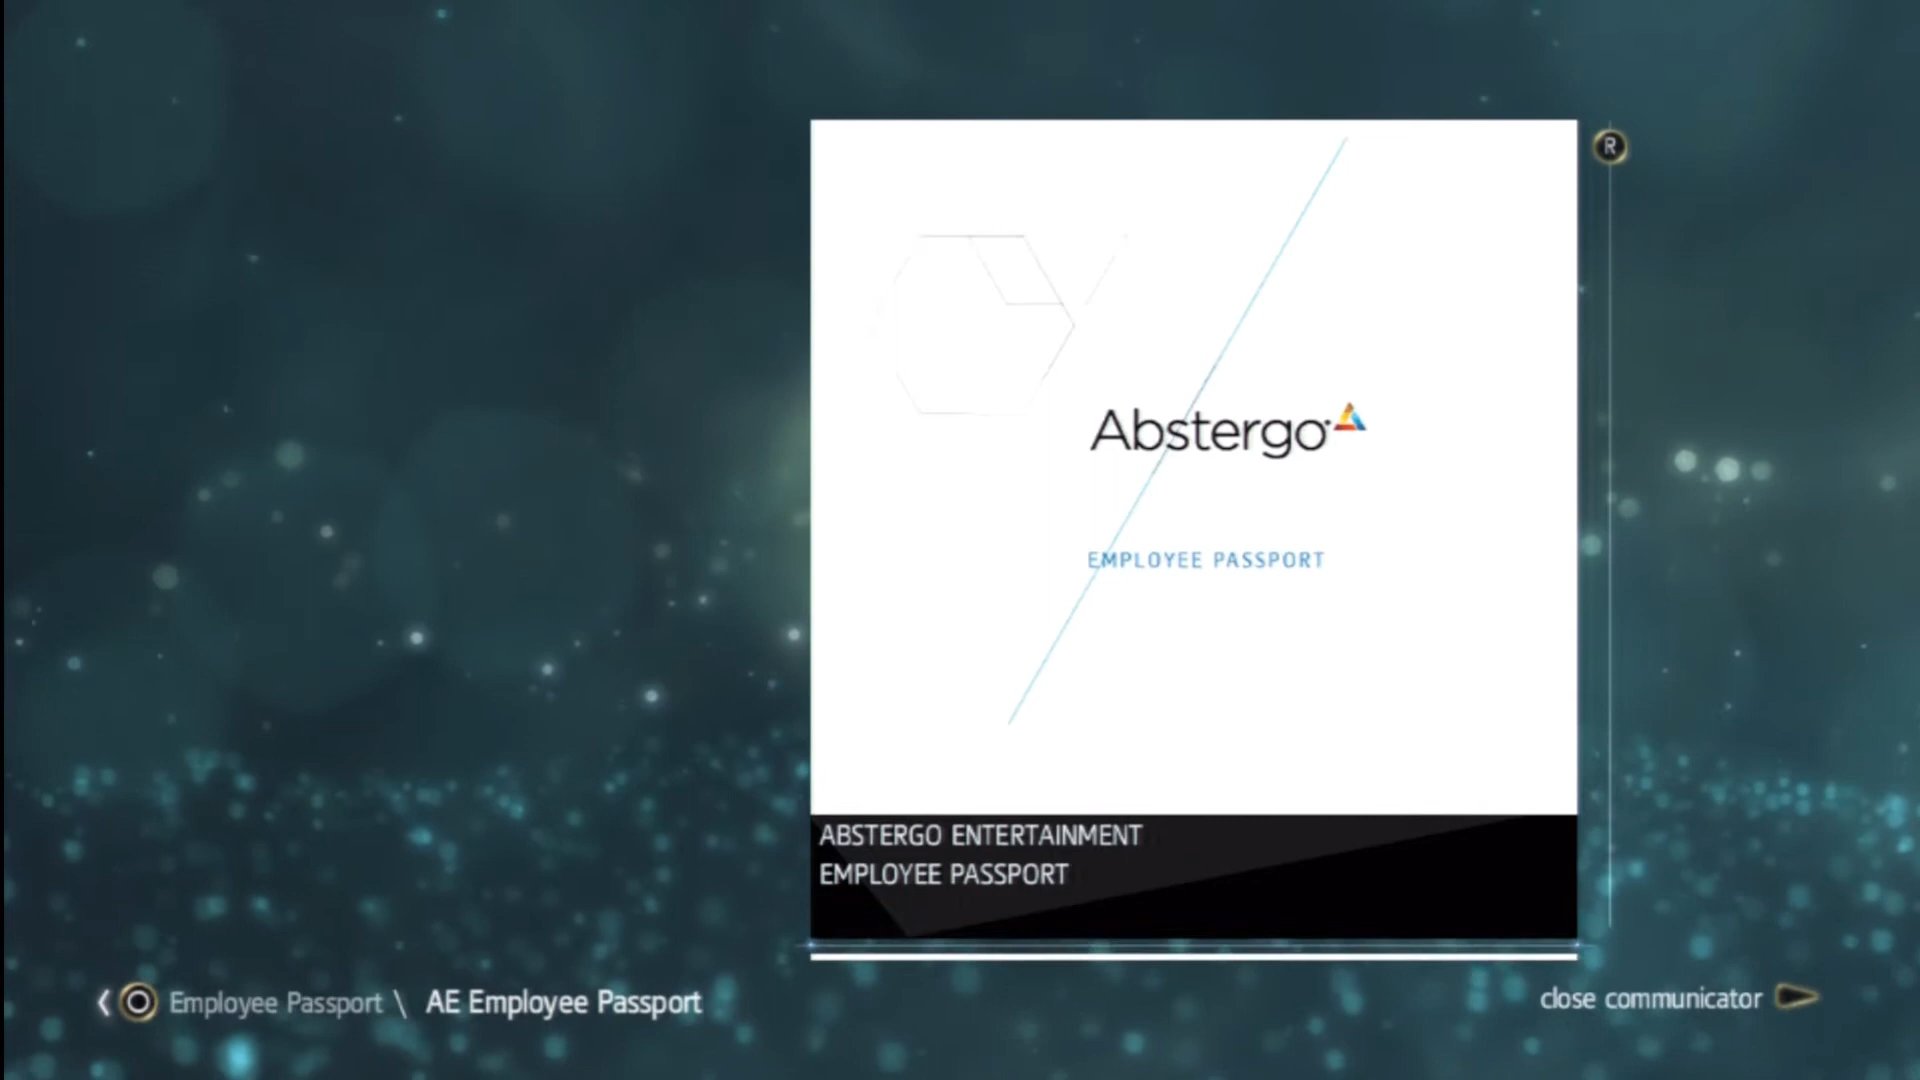 R
Abstergo
EMPLOYEE PASSPORT
ABSTERGO ENTERTAINMENT
EMPLOYEE PASSPORT
Employee Passport \ AE Employee Passport
close communicator